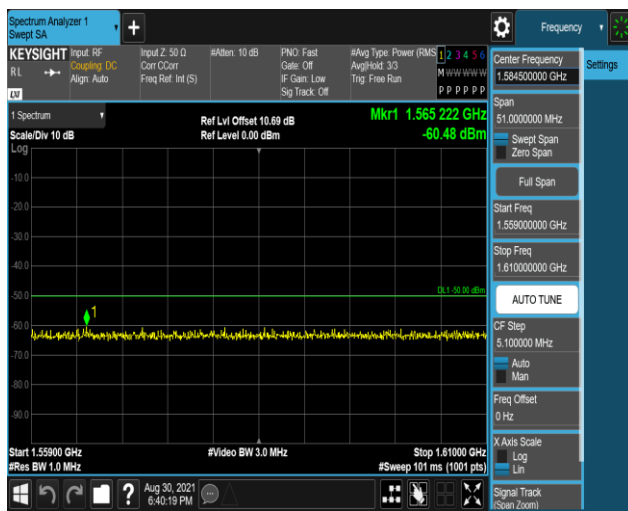 Spectrum Analyzer 1
Swept SA
+
Frequency
KEYSIGHT
RL
LXI
Input: RF
Coupling: DC
Align: Auto
Input Z: 50 Ω
Corr CCorr
Freq Ref: Int (S)
#Atten: 10 dB
PNO: Fast
Gate: Off
IF Gain: Low
Sig Track: Off
#Avg Type: Power (RMS
Avg|Hold: 3/3
Trig: Free Run
1 2 3 4 5 6
M W W W W W
P P P P P P
1 Spectrum
Scale/Div 10 dB
Ref Lvl Offset 10.69 dB
Ref Level 0.00 dBm
Mkr1 1.565 222 GHz
-60.48 dBm
Log
-10.0
-20.0
-30.0
-40.0
-50.0
-60.0
-70.0
-80.0
-90.0
DL1 -50.00 dBm
1
Start 1.55900 GHz
#Res BW 1.0 MHz
#Video BW 3.0 MHz
Stop 1.61000 GHz
#Sweep 101 ms (1001 pts)
?
Aug 30, 2021
6:40:19 PM
Center Frequency
1.584500000 GHz
Span
51.0000000 MHz
Swept Span
Zero Span
Full Span
Start Freq
1.559000000 GHz
Stop Freq
1.610000000 GHz
AUTO TUNE
CF Step
5.100000 MHz
Auto
Man
Freq Offset
0 Hz
X Axis Scale
Log
Lin
Signal Track
(Span Zoom)
Settings